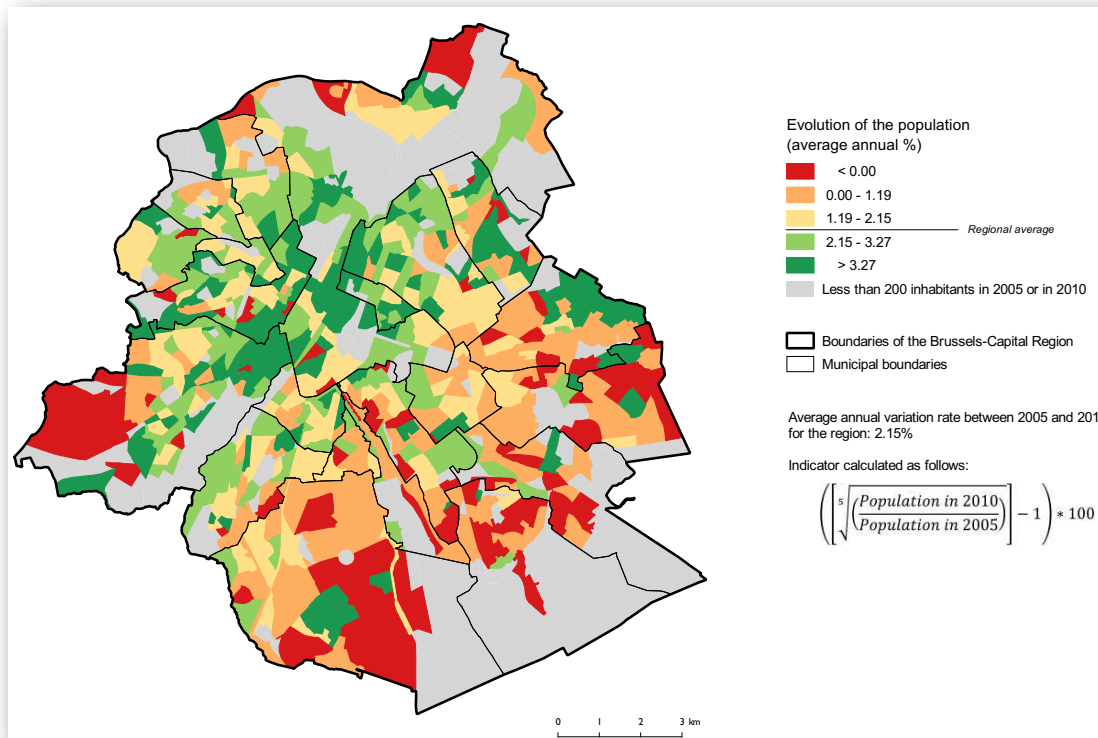 Evolution of the population
(average annual %)
< 0.00
0.00 - 1.19
1.19 - 2.15
Regional average
2.15 - 3.27
> 3.27
Less than 200 inhabitants in 2005 or in 2010
Boundaries of the Brussels-Capital Region
Municipal boundaries
Average annual variation rate between 2005 and 201
for the region: 2.15%
Indicator calculated as follows:
([⁵√(Population in 2010 / Population in 2005)] − 1) * 100
0 1 2 3 km